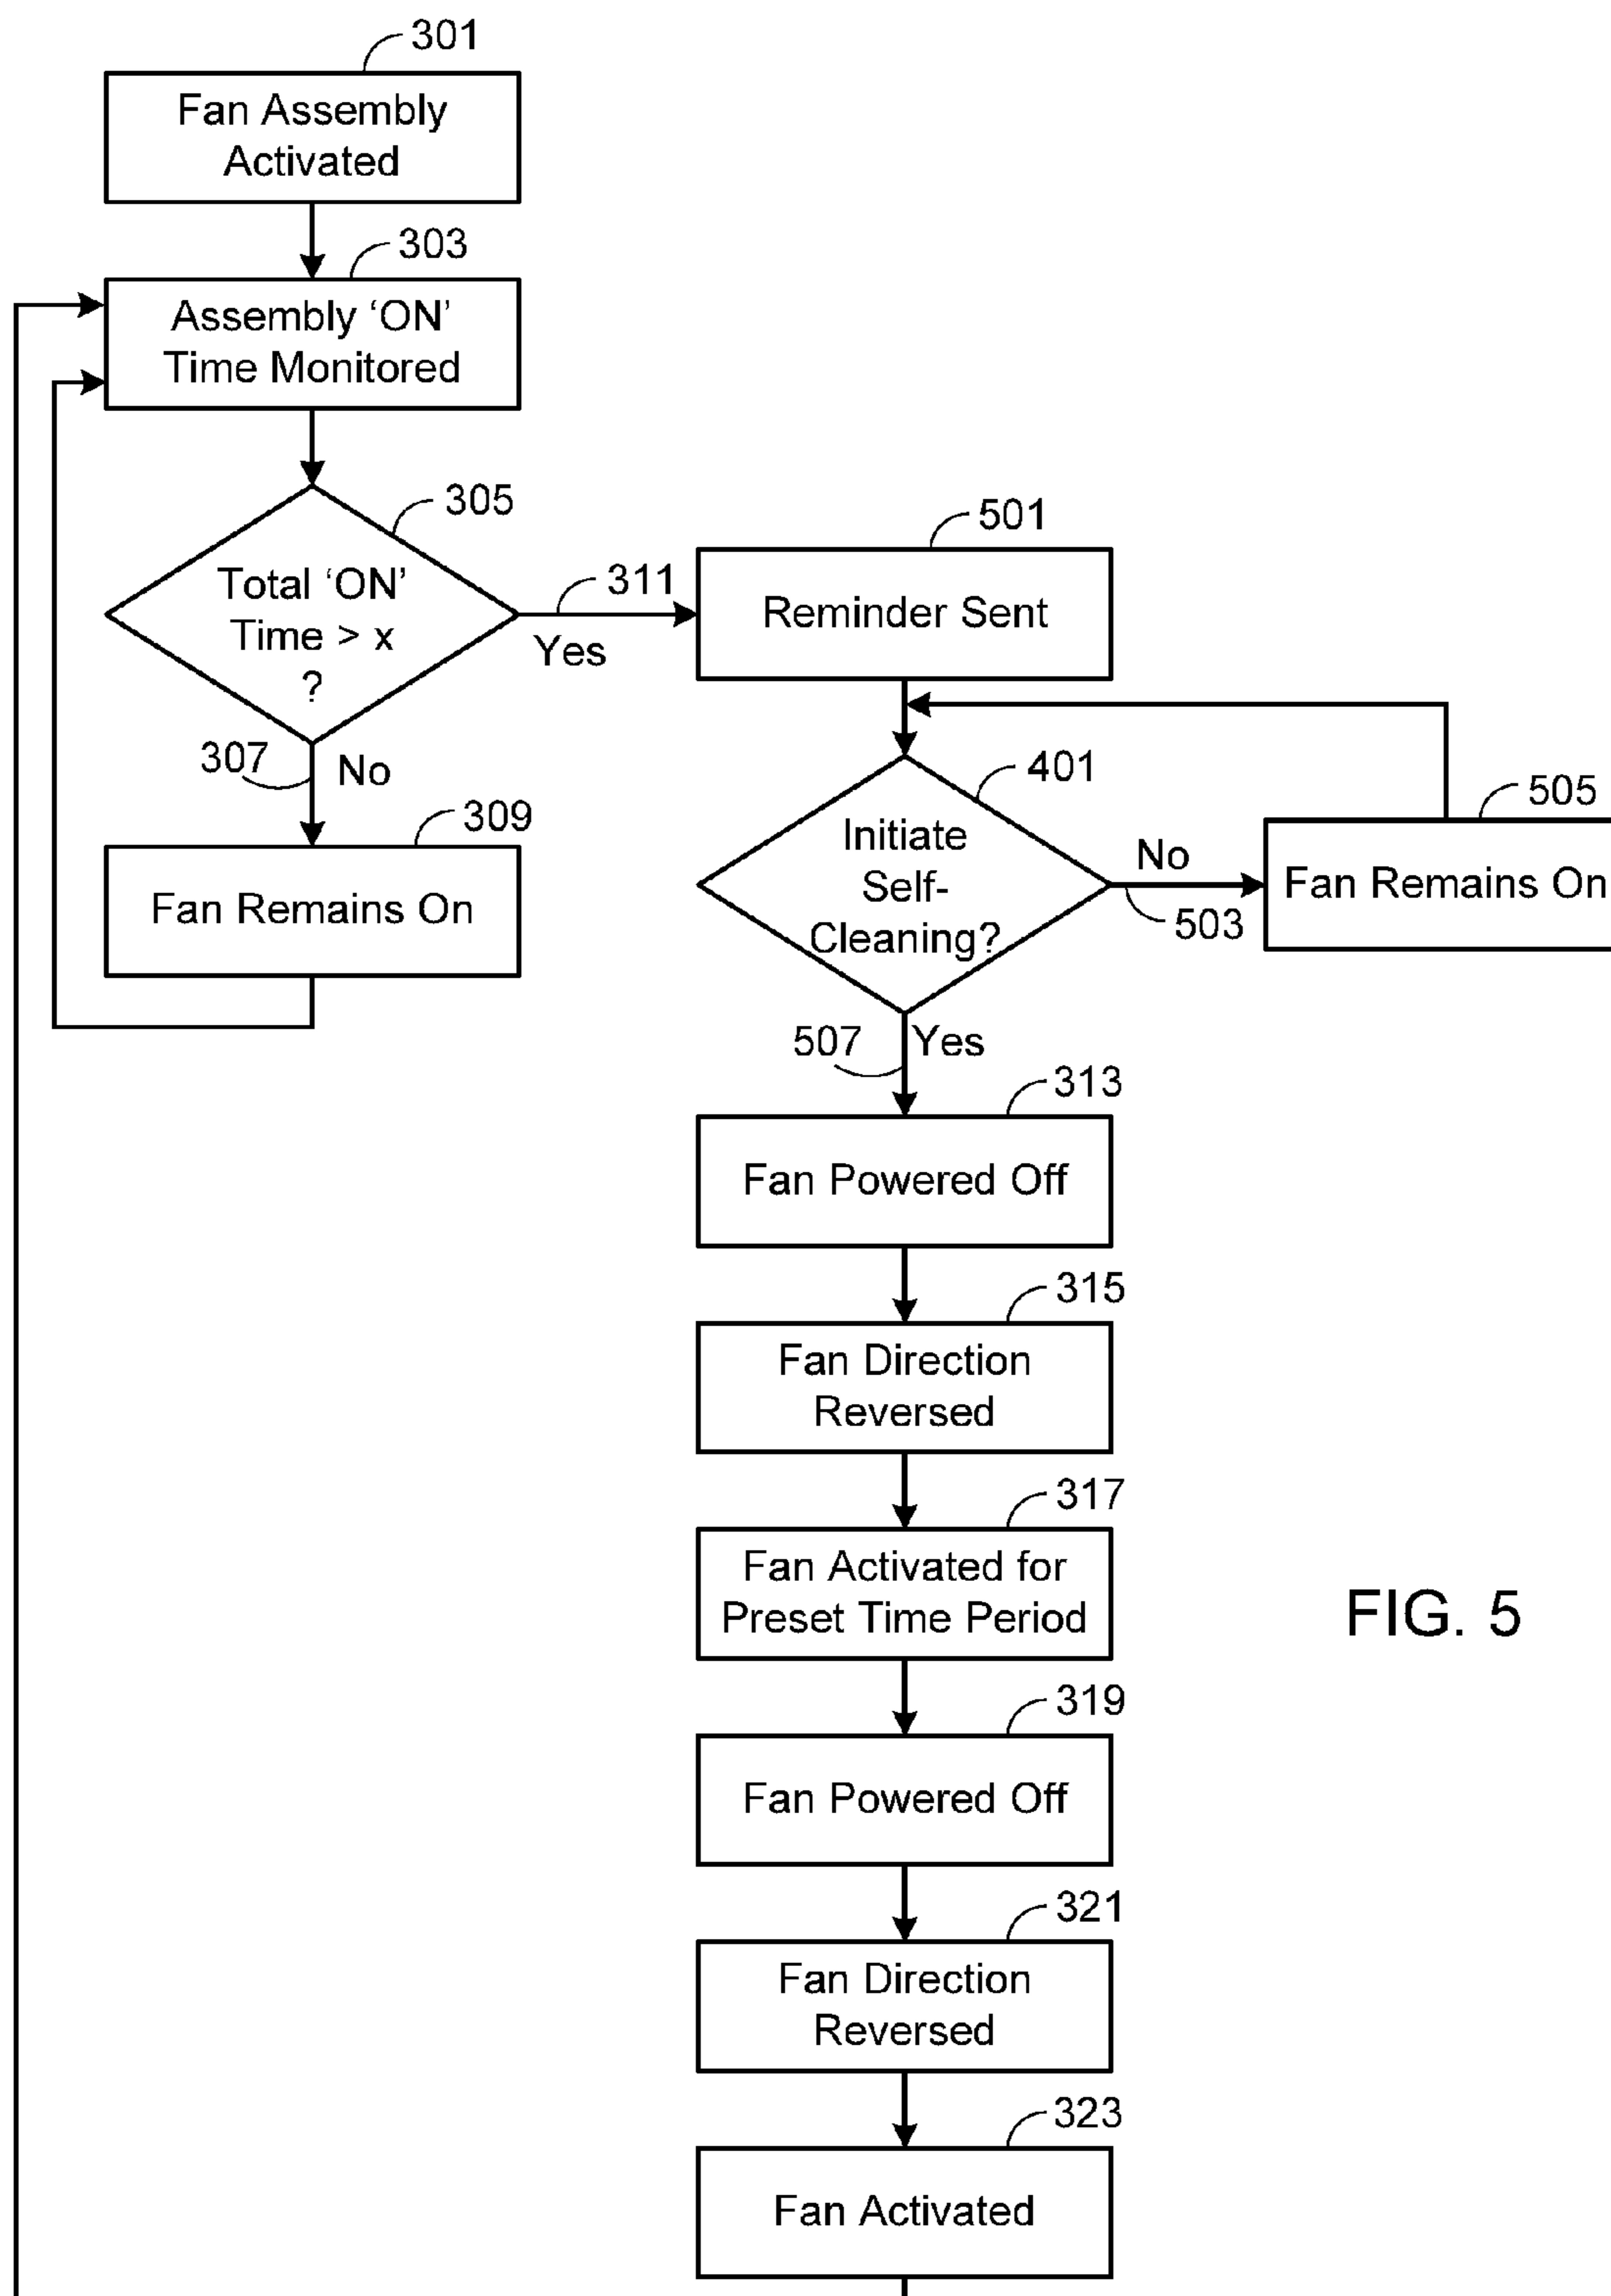 301
Fan Assembly
Activated
303
Assembly ‘ON’
Time Monitored
305
Total ‘ON’
Time > x
?
311
Yes
307
No
309
Fan Remains On
501
Reminder Sent
401
Initiate
Self-
Cleaning?
No
503
505
Fan Remains On
507
Yes
313
Fan Powered Off
315
Fan Direction
Reversed
317
Fan Activated for
Preset Time Period
319
Fan Powered Off
321
Fan Direction
Reversed
323
Fan Activated
FIG. 5